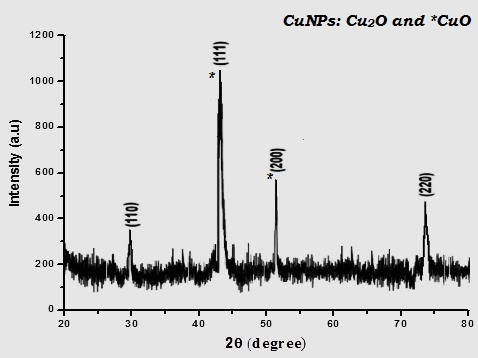 CuNPs: Cu₂O and *CuO
1200
1000
800
600
400
200
0
Intensity (a.u)
(110)
* (111)
* (200)
(220)
20 30 40 50 60 70 80
2θ (degree)